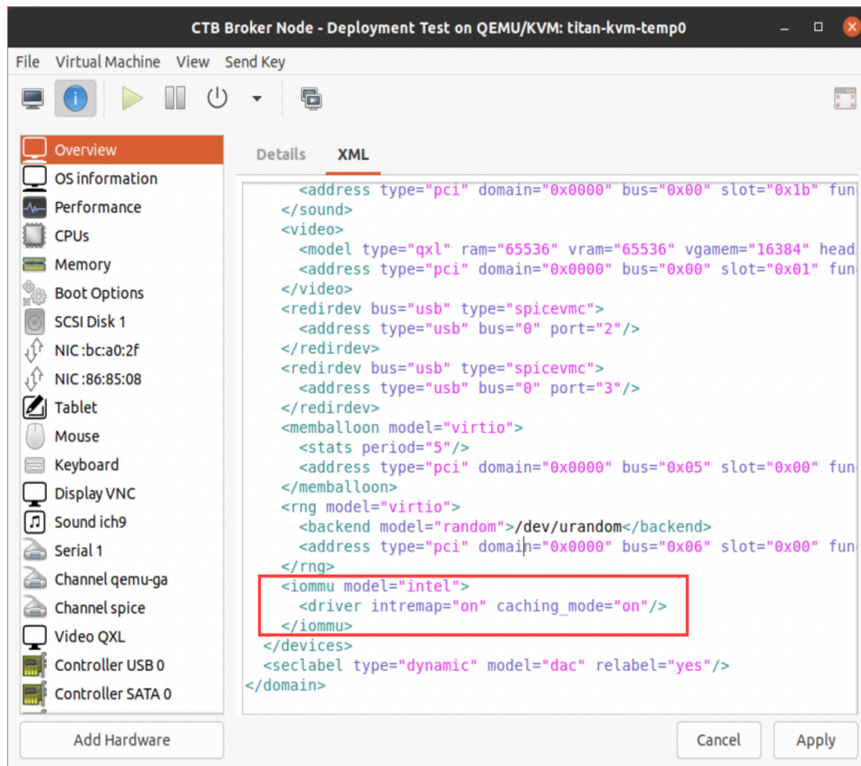 CTB Broker Node - Deployment Test on QEMU/KVM: titan-kvm-temp0
File Virtual Machine View Send Key
Overview
OS information
Performance
CPUs
Memory
Boot Options
SCSI Disk 1
NIC :bc:a0:2f
NIC :86:85:08
Tablet
Mouse
Keyboard
Display VNC
Sound ich9
Serial 1
Channel qemu-ga
Channel spice
Video QXL
Controller USB 0
Controller SATA 0
Add Hardware
Details XML
<address type="pci" domain="0x0000" bus="0x00" slot="0x1b" fun
</sound>
<video>
<model type="qxl" ram="65536" vram="65536" vgamem="16384" head
<address type="pci" domain="0x0000" bus="0x00" slot="0x01" fun
</video>
<redirdev bus="usb" type="spicevmc">
<address type="usb" bus="0" port="2"/>
</redirdev>
<redirdev bus="usb" type="spicevmc">
<address type="usb" bus="0" port="3"/>
</redirdev>
<memballoon model="virtio">
<stats period="5"/>
<address type="pci" domain="0x0000" bus="0x05" slot="0x00" fun
</memballoon>
<rng model="virtio">
<backend model="random">/dev/urandom</backend>
<address type="pci" domain="0x0000" bus="0x06" slot="0x00" fun
</rng>
<iommu model="intel">
<driver intremap="on" caching_mode="on"/>
</iommu>
</devices>
<seclabel type="dynamic" model="dac" relabel="yes"/>
</domain>
Cancel Apply